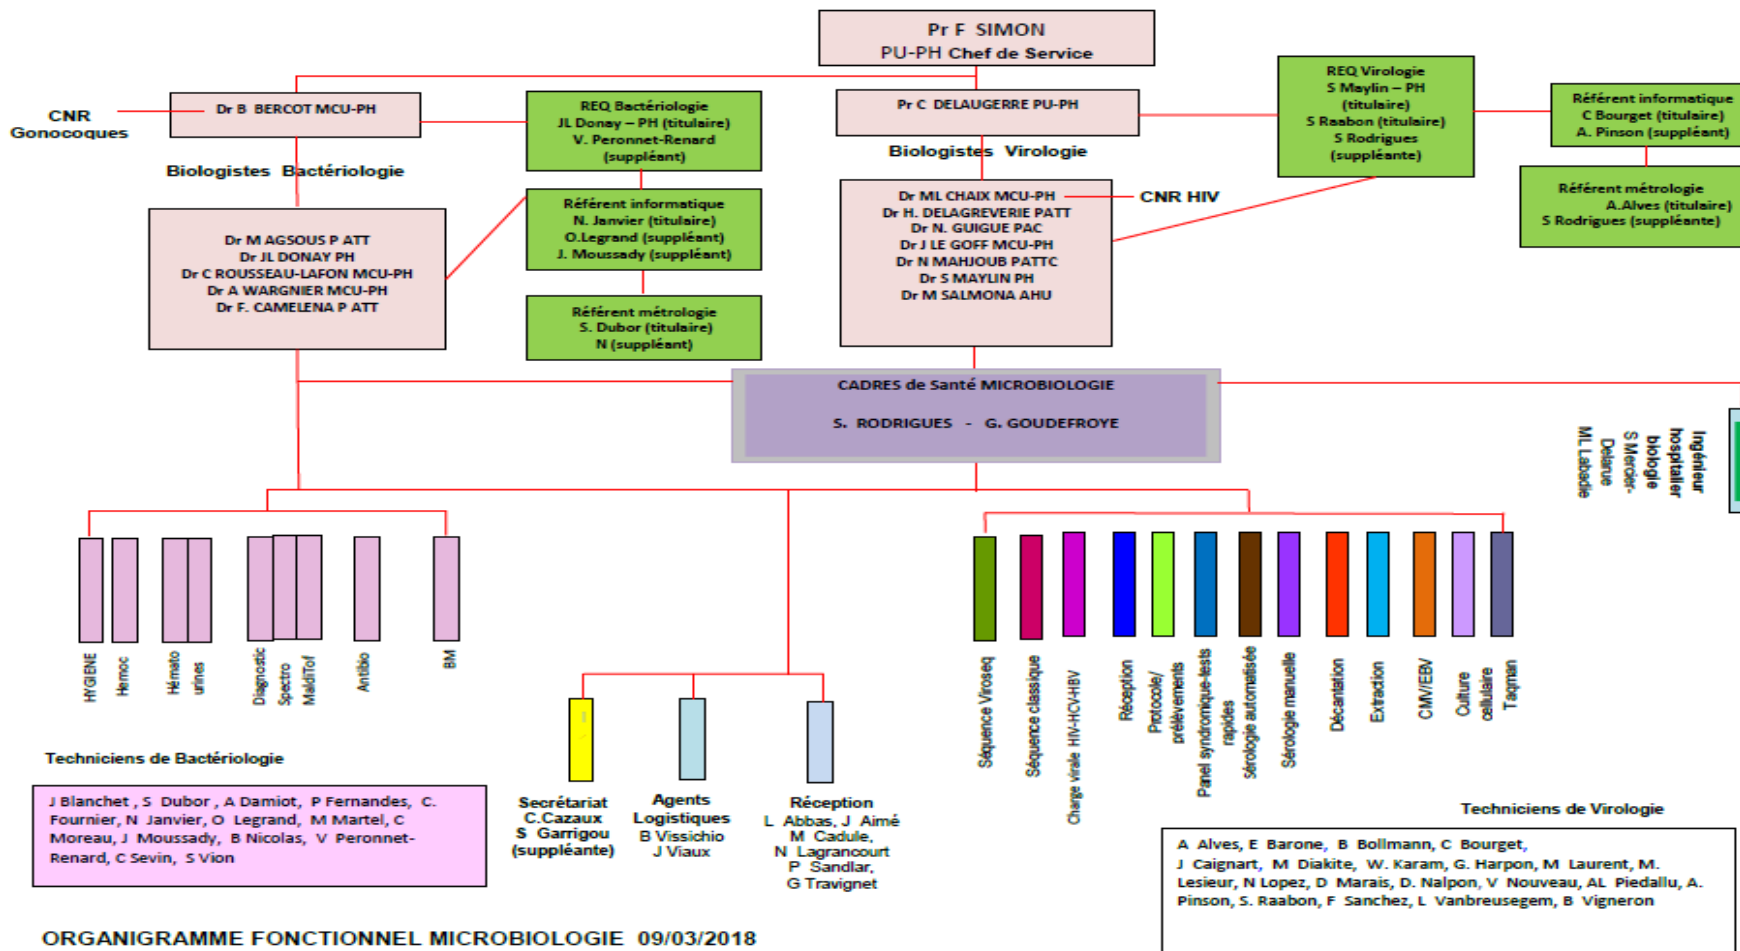 Pr F SIMON
PU-PH Chef de Service
CNR
Gonocoques
Dr B BERCOT MCU-PH
Biologistes Bactériologie
REQ Bactériologie
JL Donay – PH (titulaire)
V. Peronnet-Renard
(suppléant)
Pr C DELAUGERRE PU-PH
Biologistes Virologie
REQ Virologie
S Maylin – PH
(titulaire)
S Raabon (titulaire)
S Rodrigues
(suppléante)
Référent informatique
C Bourget (titulaire)
A. Pinson (suppléant)
Référent métrologie
A.Alves (titulaire)
S Rodrigues (suppléante)
Dr M AGSOUS P ATT
Dr JL DONAY PH
Dr C ROUSSEAU-LAFON MCU-PH
Dr A WARGNIER MCU-PH
Dr F. CAMELENA P ATT
Référent informatique
N. Janvier (titulaire)
O.Legrand (suppléant)
J. Moussady (suppléant)
Référent métrologie
S. Dubor (titulaire)
N (suppléant)
Dr ML CHAIX MCU-PH
Dr H. DELAGREVERIE PATT
Dr N. GUIGUE PAC
Dr J LE GOFF MCU-PH
Dr N MAHJOUB PATTC
Dr S MAYLIN PH
Dr M SALMONA AHU
CNR HIV
CADRES de Santé MICROBIOLOGIE
S. RODRIGUES - G. GOUDEFROYE
Ingénieur
hospitalier
biologie
S Mercier-
Delarue
ML Labadie
HYGIENE
Hemoc
Hémato
urines
Diagnostic
Spectro
MaldiTof
Antibio
BM
Séquence Viroseq
Séquence classique
Charge virale HIV-HCV-HBV
Réception
Protocole/
prélèvements
Panel syndromique-tests
rapides
sérologie automatisée
Sérologie manuelle
Décantation
Extraction
CMV/EBV
Culture
cellulaire
Taqman
Techniciens de Bactériologie
J Blanchet , S Dubor , A Damiot, P Fernandes, C.
Fournier, N Janvier, O Legrand, M Martel, C
Moreau, J Moussady, B Nicolas, V Peronnet-
Renard, C Sevin, S Vion
Secrétariat
C.Cazaux
S Garrigou
(suppléante)
Agents
Logistiques
B Vissichio
J Viaux
Réception
L Abbas, J Aimé
M Cadule,
N Lagrancourt
P Sandlar,
G Travignet
Techniciens de Virologie
A Alves, E Barone, B Bollmann, C Bourget,
J Caignart, M Diakite, W. Karam, G. Harpon, M Laurent, M.
Lesieur, N Lopez, D Marais, D. Nalpon, V Nouveau, AL Piedallu, A.
Pinson, S. Raabon, F Sanchez, L Vanbreusegem, B Vigneron
ORGANIGRAMME FONCTIONNEL MICROBIOLOGIE 09/03/2018